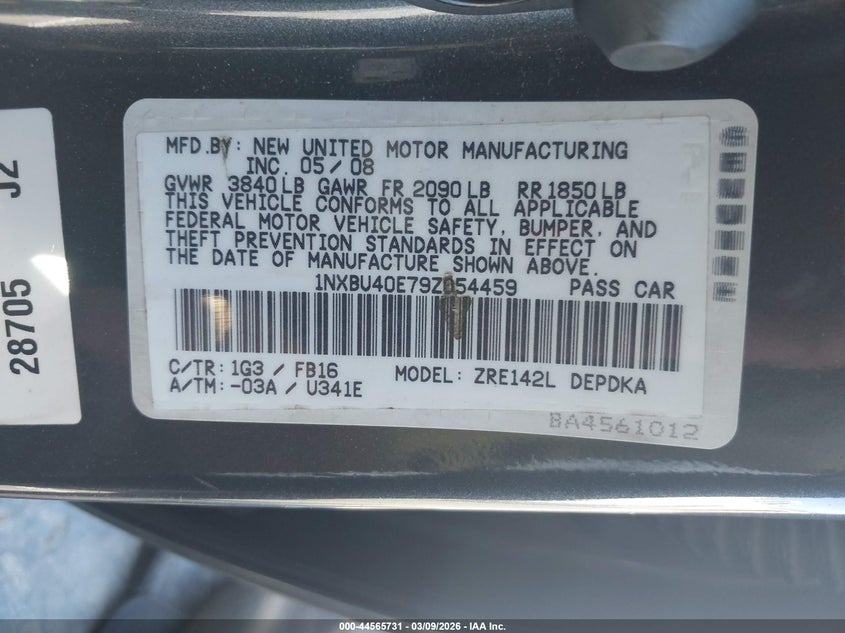 MFD.BY: NEW UNITED MOTOR MANUFACTURING
INC. 05/08
GVWR 3840LB GAWR FR 2090LB RR 1850LB
THIS VEHICLE CONFORMS TO ALL APPLICABLE
FEDERAL MOTOR VEHICLE SAFETY, BUMPER, AND
THEFT PREVENTION STANDARDS IN EFFECT ON
THE DATE OF MANUFACTURE SHOWN ABOVE.
1NXBU40E79Z054459 PASS CAR
C/TR: 1G3 / FB16 MODEL: ZRE142L DEPDKA
A/TM: -03A / U341E
BA4561012
28705 J2
000-44565731 - 03/09/2026 - IAA Inc.